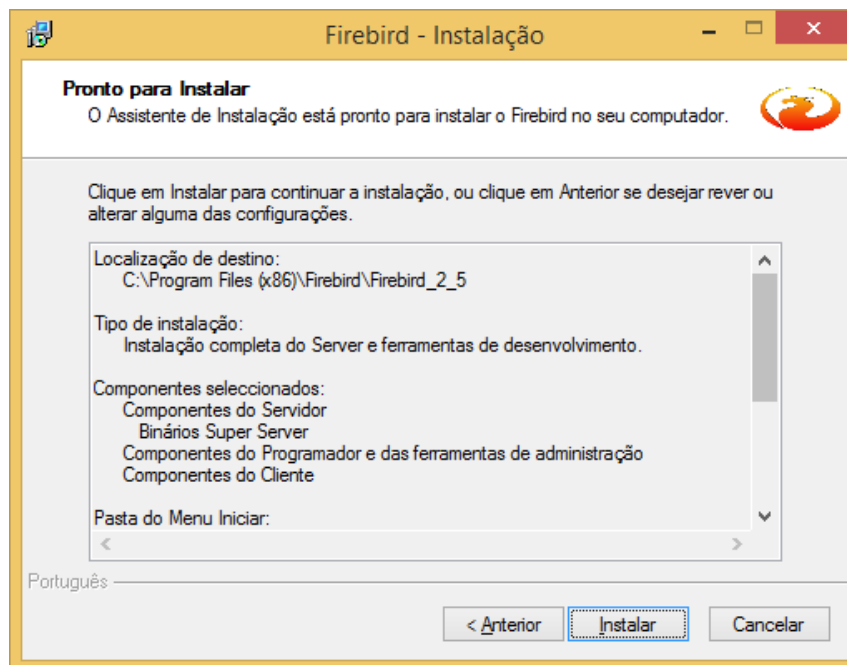 Firebird - Instalação
Pronto para Instalar
O Assistente de Instalação está pronto para instalar o Firebird no seu computador.
Clique em Instalar para continuar a instalação, ou clique em Anterior se desejar rever ou
alterar alguma das configurações.
Localização de destino:
C:\Program Files (x86)\Firebird\Firebird_2_5
Tipo de instalação:
Instalação completa do Server e ferramentas de desenvolvimento.
Componentes seleccionados:
Componentes do Servidor
Binários Super Server
Componentes do Programador e das ferramentas de administração
Componentes do Cliente
Pasta do Menu Iniciar:
Português
< Anterior
Instalar
Cancelar